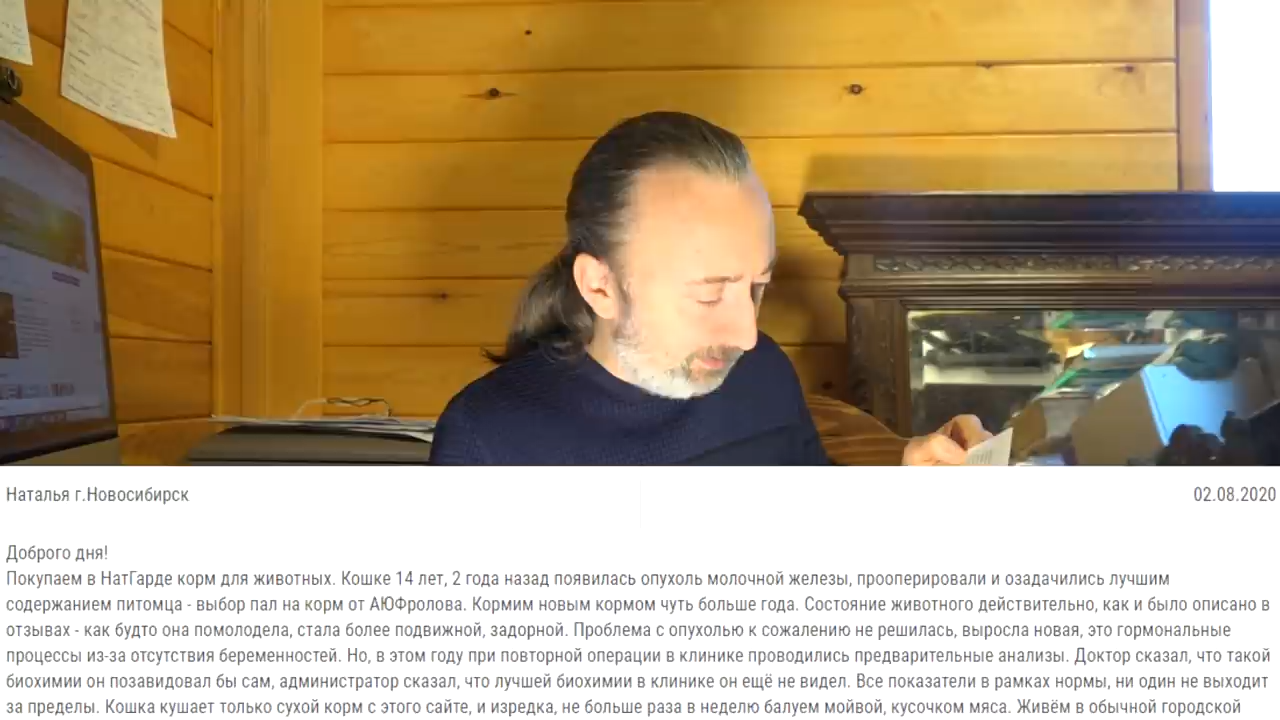 Наталья г.Новосибирск
02.08.2020
Доброго дня!
Покупаем в НатГарде корм для животных. Кошке 14 лет, 2 года назад появилась опухоль молочной железы, прооперировали и озадачились лучшим
содержанием питомца - выбор пал на корм от АЮФролова. Кормим новым кормом чуть больше года. Состояние животного действительно, как и было описано в
отзывах - как будто она помолодела, стала более подвижной, задорной. Проблема с опухолью к сожалению не решилась, выросла новая, это гормональные
процессы из-за отсутствия беременностей. Но, в этом году при повторной операции в клинике проводились предварительные анализы. Доктор сказал, что такой
биохимии он позавидовал бы сам, администратор сказал, что лучшей биохимии в клинике он ещё не видел. Все показатели в рамках нормы, ни один не выходит
за пределы. Кошка кушает только сухой корм с этого сайте, и изредка, не больше раза в неделю балуем мойвой, кусочком мяса. Живём в обычной городской